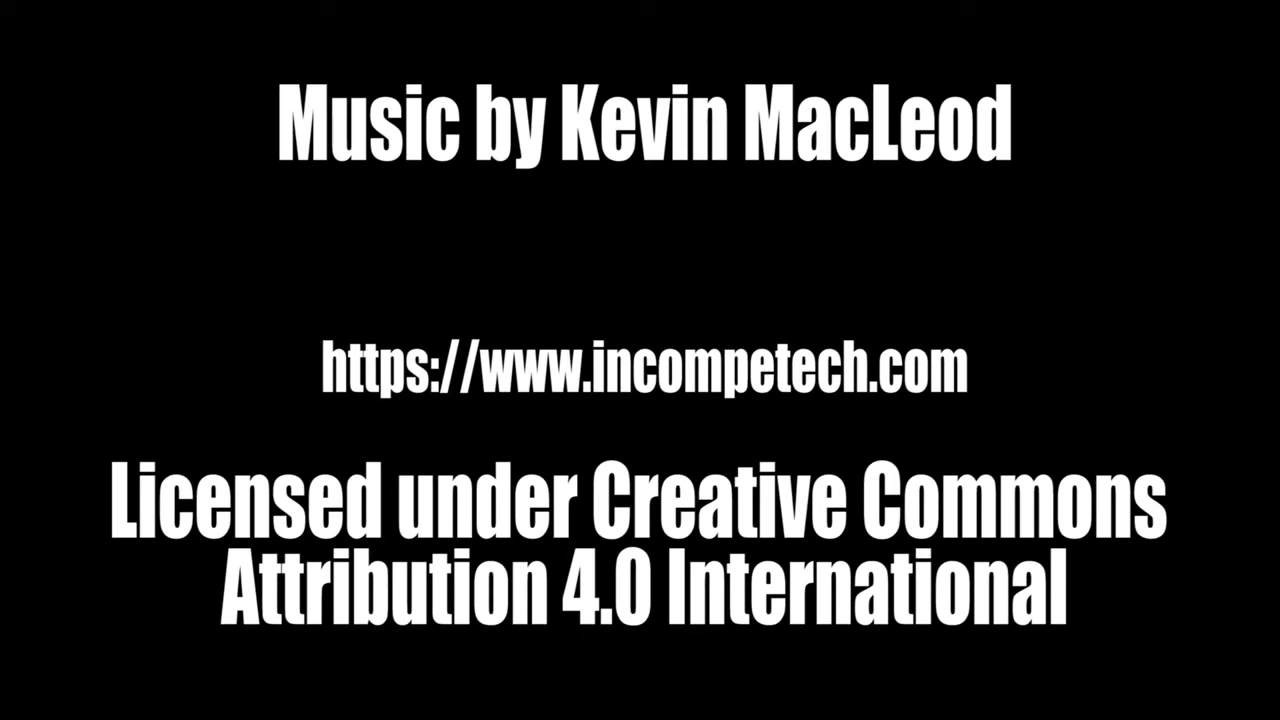 Music by Kevin MacLeod
https://www.incompetech.com
Licensed under Creative Commons
Attribution 4.0 International